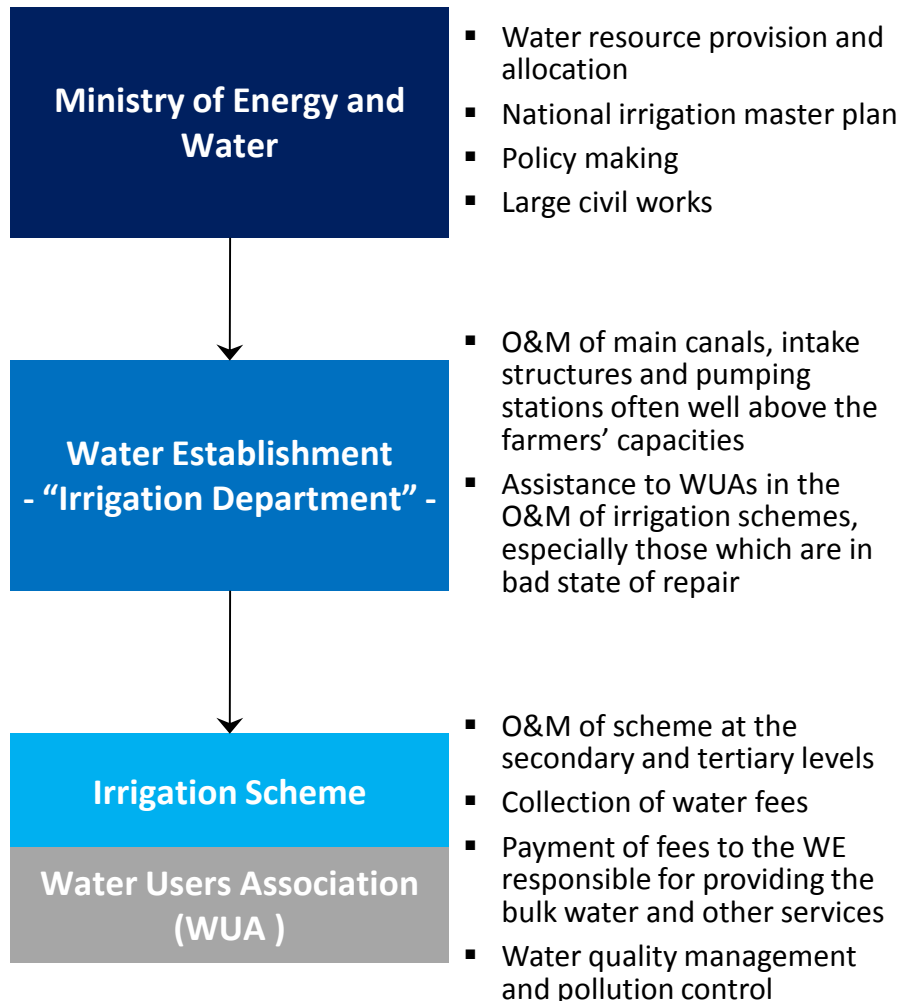 Ministry of Energy and
Water
▪ Water resource provision and
allocation
▪ National irrigation master plan
▪ Policy making
▪ Large civil works
Water Establishment
- “Irrigation Department” -
▪ O&M of main canals, intake
structures and pumping
stations often well above the
farmers’ capacities
▪ Assistance to WUAs in the
O&M of irrigation schemes,
especially those which are in
bad state of repair
Irrigation Scheme
Water Users Association
(WUA )
▪ O&M of scheme at the
secondary and tertiary levels
▪ Collection of water fees
▪ Payment of fees to the WE
responsible for providing the
bulk water and other services
▪ Water quality management
and pollution control